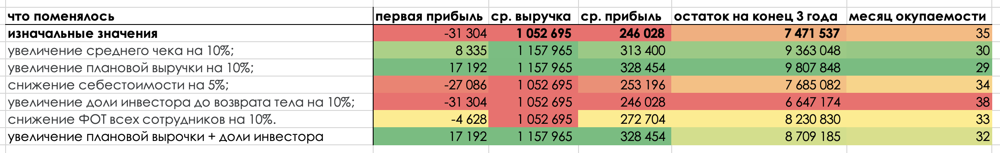 что поменялось первая прибыль ср. выручка ср. прибыль остаток на конец 3 года месяц окупаемости
изначальные значения -31 304 1 052 695 246 028 7 471 537 35
увеличение среднего чека на 10%; 8 335 1 157 965 313 400 9 363 048 30
увеличение плановой выручки на 10%; 17 192 1 157 965 328 454 9 807 848 29
снижение себестоимости на 5%; -27 086 1 052 695 253 196 7 685 082 34
увеличение доли инвестора до возврата тела на 10%; -31 304 1 052 695 246 028 6 647 174 38
снижение ФОТ всех сотрудников на 10%. -4 628 1 052 695 272 704 8 230 830 33
увеличение плановой вырочки + доли инвестора 17 192 1 157 965 328 454 8 709 185 32